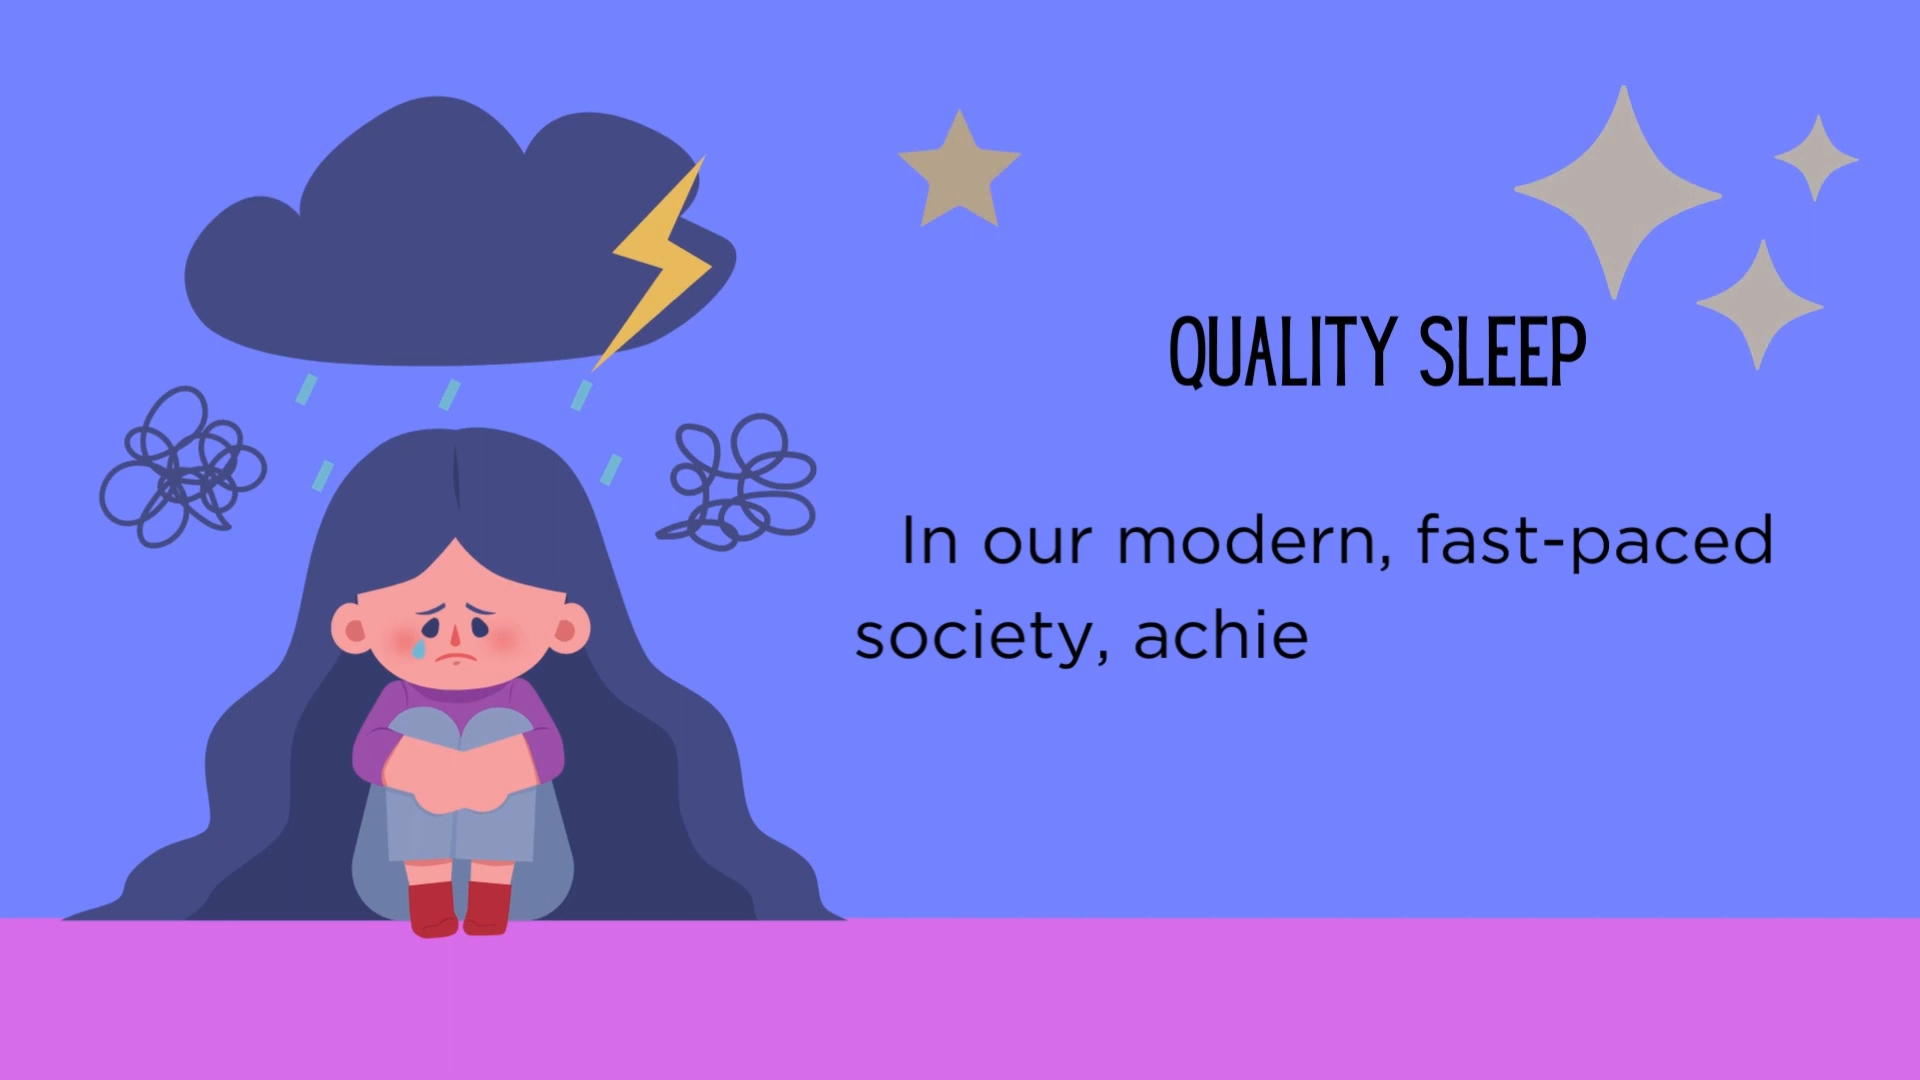 QUALITY SLEEP
In our modern, fast-paced
society, achie